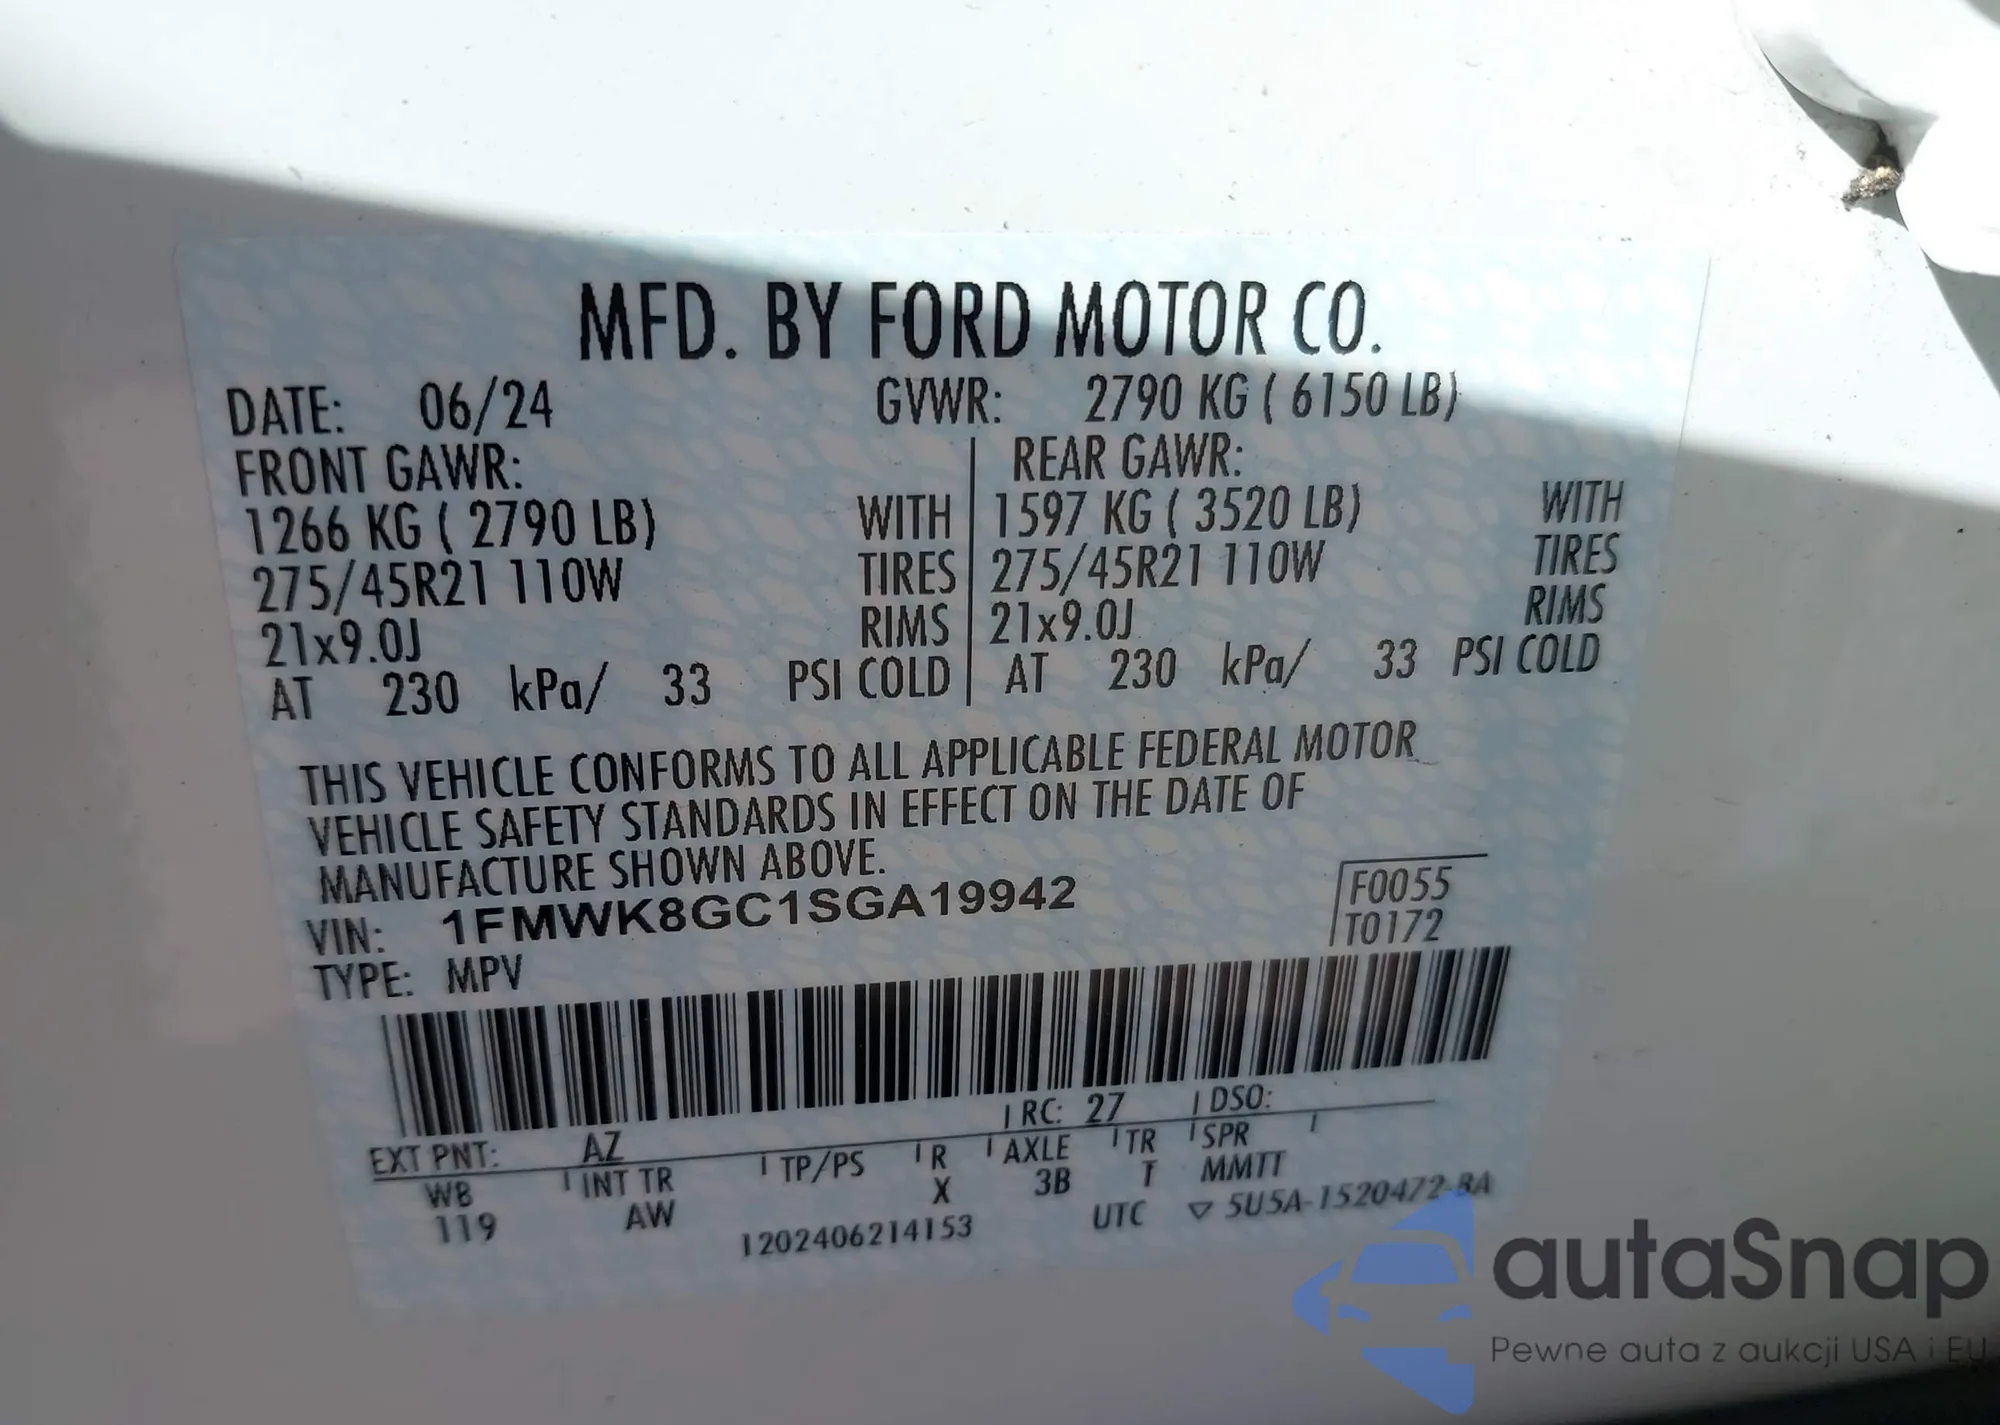 MFD. BY FORD MOTOR CO.
DATE: 06/24 GVWR: 2790 KG ( 6150 LB)
FRONT GAWR: REAR GAWR:
1266 KG ( 2790 LB) WITH 1597 KG ( 3520 LB) WITH
275/45R21 110W TIRES 275/45R21 110W TIRES
21x9.0J RIMS 21x9.0J RIMS
AT 230 kPa/ 33 PSI COLD AT 230 kPa/ 33 PSI COLD
THIS VEHICLE CONFORMS TO ALL APPLICABLE FEDERAL MOTOR
VEHICLE SAFETY STANDARDS IN EFFECT ON THE DATE OF
MANUFACTURE SHOWN ABOVE.
VIN: 1FMWK8GC1SGA19942
F0055
T0172
TYPE: MPV
EXT PNT: AZ RC: 27 DSO:
W8 INT TR TP/PS R AXLE TR SPR
119 AW X 3B T MMTT
1202406214153 UTC ▽ 5U5A-1520472-BA
autaSnap
Pewne auta z aukcji USA i EU